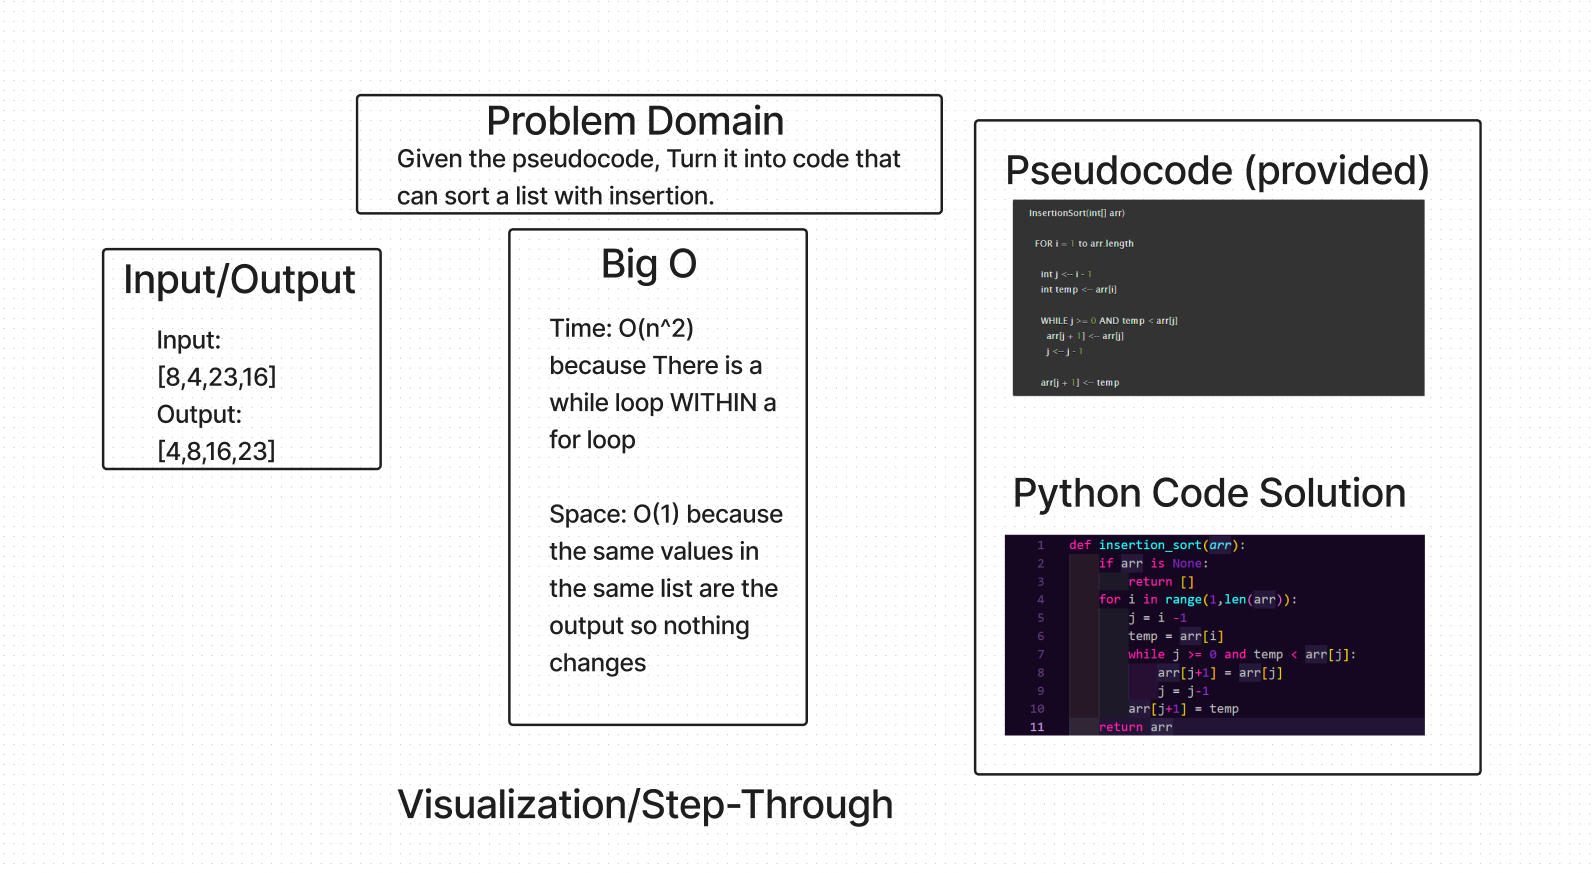 Problem Domain
Given the pseudocode, Turn it into code that
can sort a list with insertion.
Input/Output
Input:
[8,4,23,16]
Output:
[4,8,16,23]
Big O
Time: O(n^2)
because There is a
while loop WITHIN a
for loop
Space: O(1) because
the same values in
the same list are the
output so nothing
changes
Pseudocode (provided)
InsertionSort(int[] arr)
FOR i = 1 to arr.length
int j <-- i - 1
int temp <-- arr[i]
WHILE j >= 0 AND temp < arr[j]
arr[j + 1] <-- arr[j]
j <-- j - 1
arr[j + 1] <-- temp
Python Code Solution
1 def insertion_sort(arr):
2 if arr is None:
3 return []
4 for i in range(1,len(arr)):
5 j = i -1
6 temp = arr[i]
7 while j >= 0 and temp < arr[j]:
8 arr[j+1] = arr[j]
9 j = j-1
10 arr[j+1] = temp
11 return arr
Visualization/Step-Through